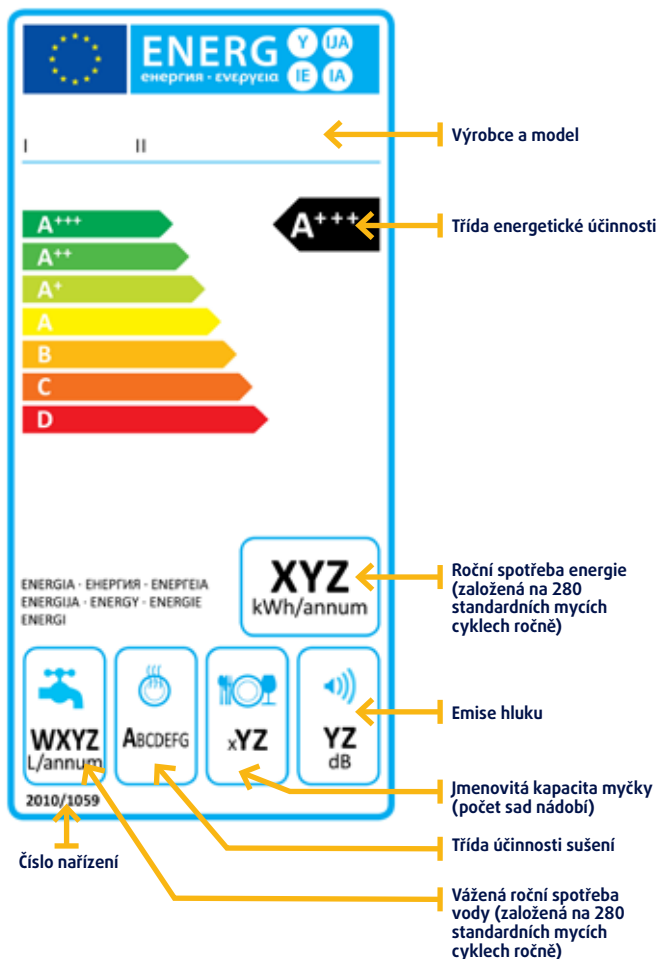 ENERG
енергия · ενεργεια
Y IJA
IE IA
I II
Výrobce a model
A+++
A+++
Třída energetické účinnosti
A++
A+
A
B
C
D
XYZ
kWh/annum
Roční spotřeba energie
(založená na 280
standardních mycích
cyklech ročně)
ENERGIA · ЕНЕРГИЯ · ΕΝΕΡΓΕΙΑ
ENERGIJA · ENERGY · ENERGIE
ENERGI
WXYZ
L/annum
ABCDEFG
xYZ
YZ
dB
Emise hluku
Jmenovitá kapacita myčky
(počet sad nádobí)
2010/1059
Třída účinnosti sušení
Číslo nařízení
Vážená roční spotřeba
vody (založená na 280
standardních mycích
cyklech ročně)